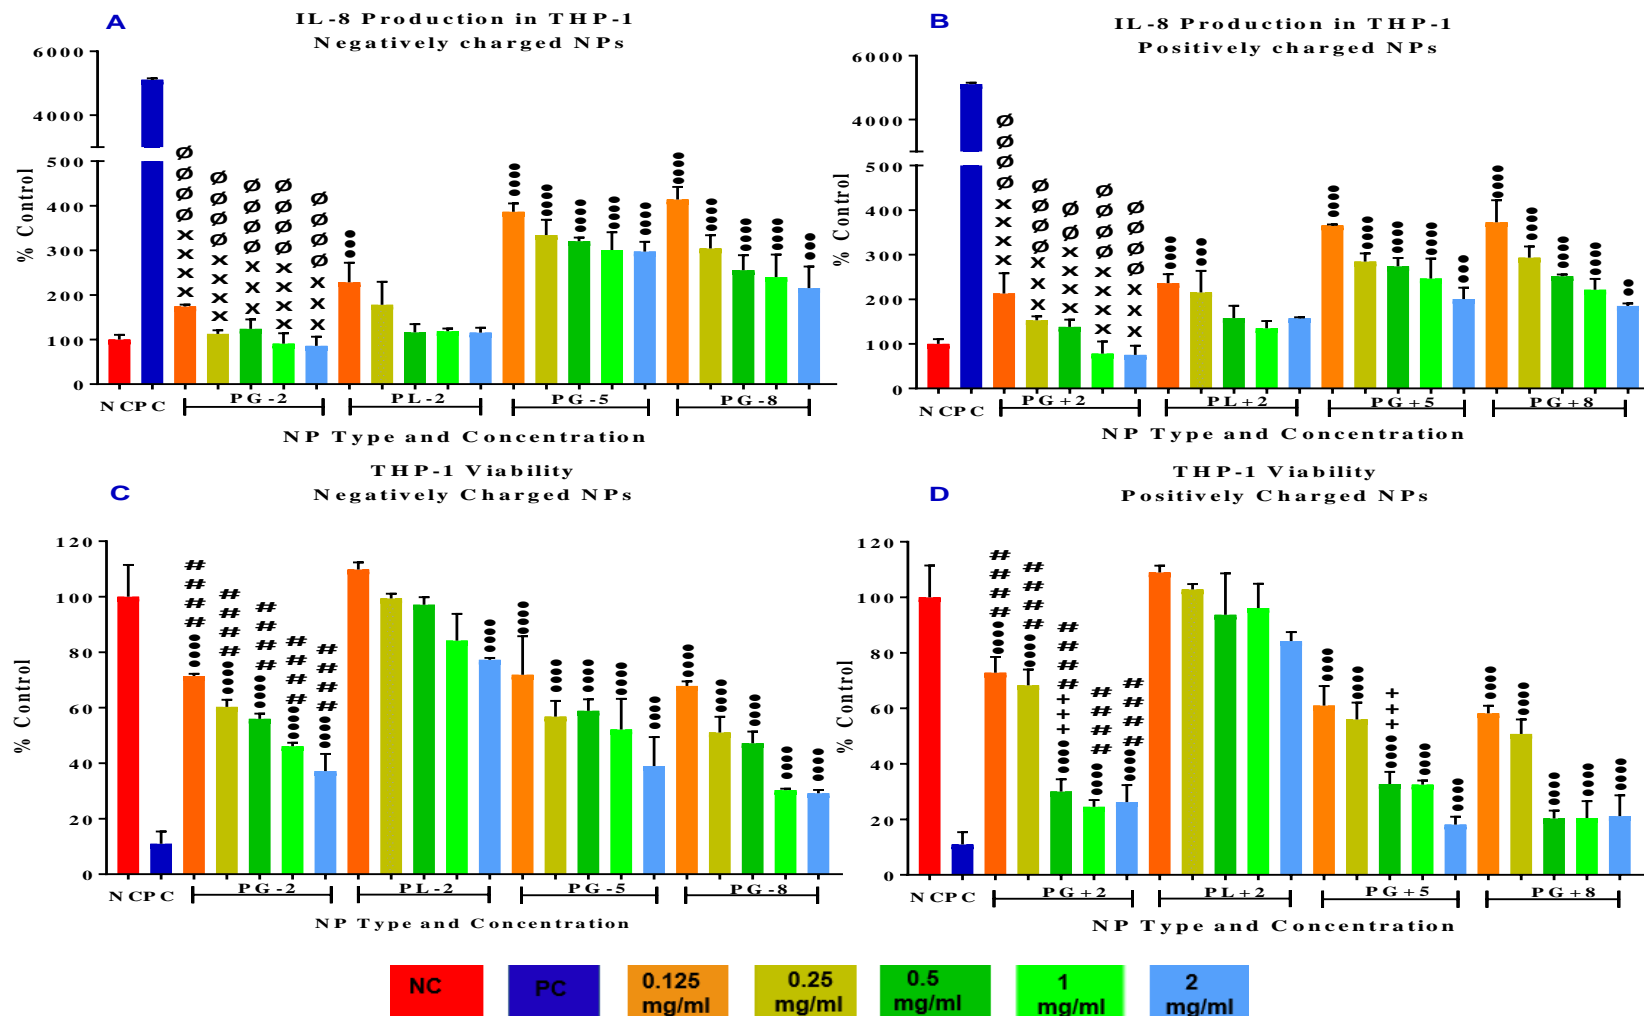 A
IL-8 Production in THP-1
Negatively charged NPs
% Control
6000
4000
500
400
300
200
100
0
NC PC PG-2 PL-2 PG-5 PG-8
NP Type and Concentration
B
IL-8 Production in THP-1
Positively charged NPs
% Control
6000
4000
500
400
300
200
100
0
NC PC PG+2 PL+2 PG+5 PG+8
NP Type and Concentration
C
THP-1 Viability
Negatively Charged NPs
% Control
120
100
80
60
40
20
0
NC PC PG-2 PL-2 PG-5 PG-8
NP Type and Concentration
D
THP-1 Viability
Positively Charged NPs
% Control
120
100
80
60
40
20
0
NC PC PG+2 PL+2 PG+5 PG+8
NP Type and Concentration
NC
PC
0.125
mg/ml
0.25
mg/ml
0.5
mg/ml
1
mg/ml
2
mg/ml